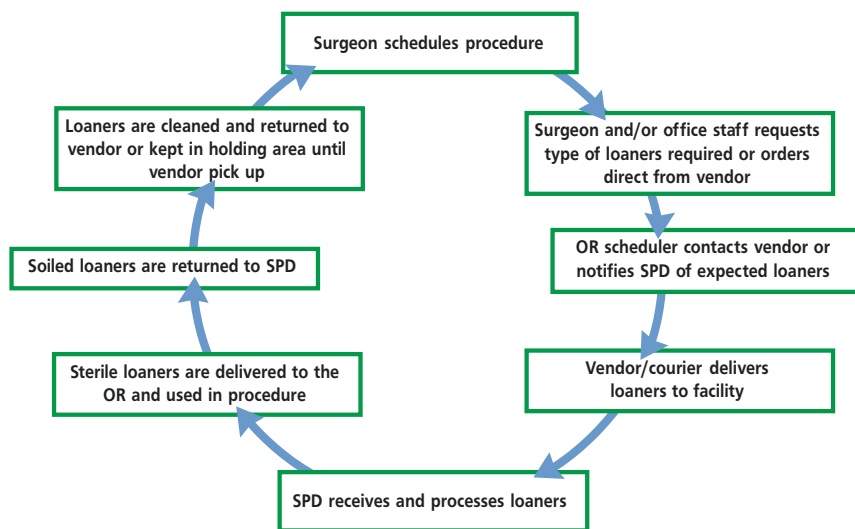 Surgeon schedules procedure
Surgeon and/or office staff requests
type of loaners required or orders
direct from vendor
OR scheduler contacts vendor or
notifies SPD of expected loaners
Vendor/courier delivers
loaners to facility
SPD receives and processes loaners
Sterile loaners are delivered to the
OR and used in procedure
Soiled loaners are returned to SPD
Loaners are cleaned and returned to
vendor or kept in holding area until
vendor pick up